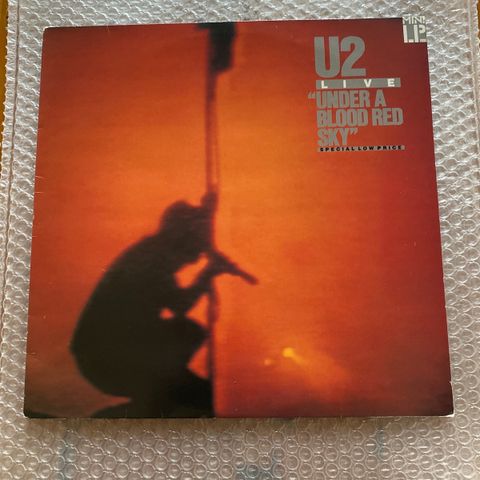 MINI
LP
U2
LIVE
"UNDER A
BLOOD RED
SKY"
SPECIAL LOW PRICE